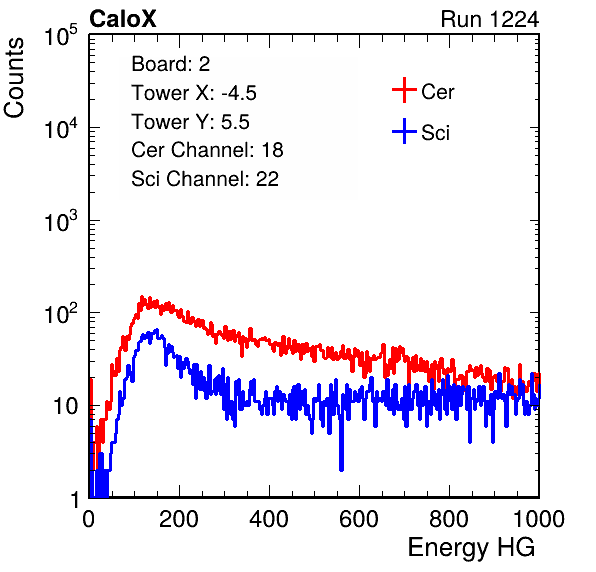 CaloX Run 1224
Counts
10^5
10^4
10^3
10^2
10
1
Board: 2
Tower X: -4.5
Tower Y: 5.5
Cer Channel: 18
Sci Channel: 22
Cer
Sci
0 200 400 600 800 1000
Energy HG